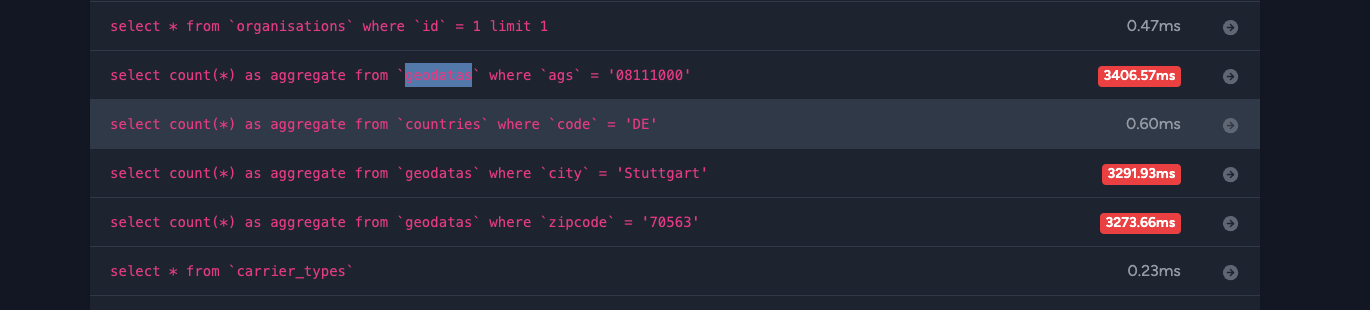 select * from `organisations` where `id` = 1 limit 1 0.47ms
select count(*) as aggregate from `geodatas` where `ags` = '08111000' 3406.57ms
select count(*) as aggregate from `countries` where `code` = 'DE' 0.60ms
select count(*) as aggregate from `geodatas` where `city` = 'Stuttgart' 3291.93ms
select count(*) as aggregate from `geodatas` where `zipcode` = '70563' 3273.66ms
select * from `carrier_types` 0.23ms